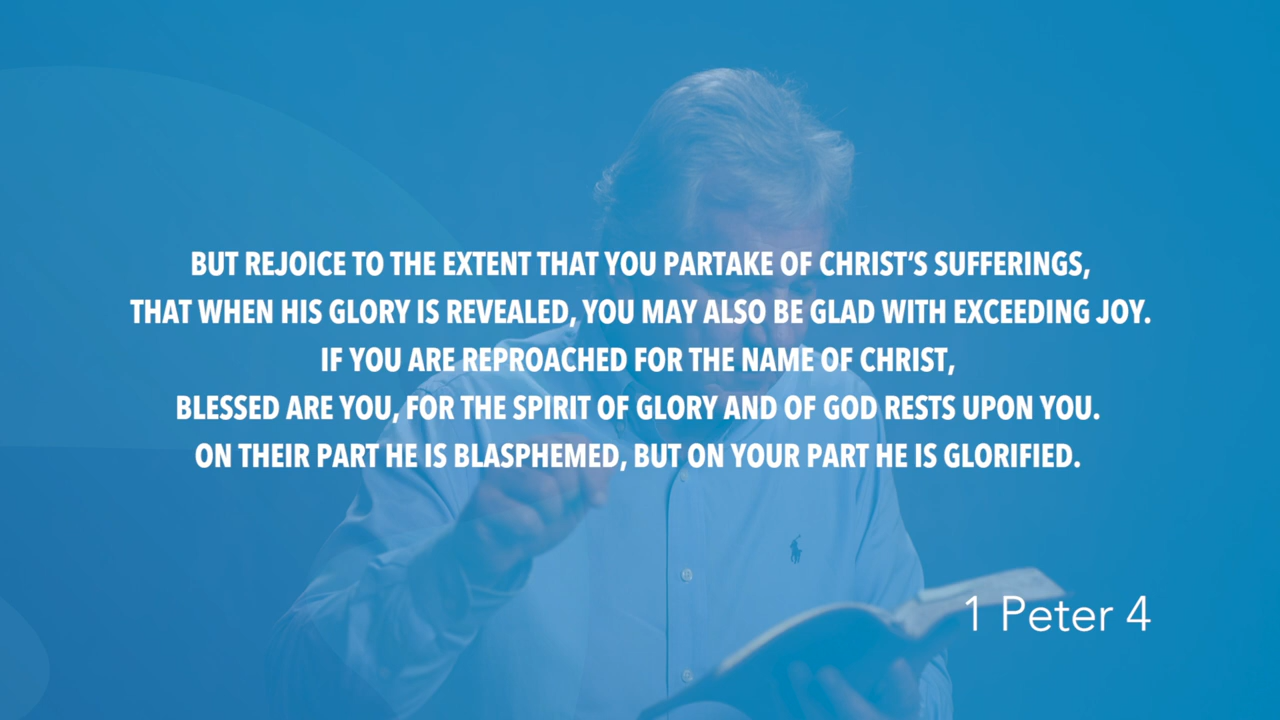 BUT REJOICE TO THE EXTENT THAT YOU PARTAKE OF CHRIST'S SUFFERINGS,
THAT WHEN HIS GLORY IS REVEALED, YOU MAY ALSO BE GLAD WITH EXCEEDING JOY.
IF YOU ARE REPROACHED FOR THE NAME OF CHRIST,
BLESSED ARE YOU, FOR THE SPIRIT OF GLORY AND OF GOD RESTS UPON YOU.
ON THEIR PART HE IS BLASPHEMED, BUT ON YOUR PART HE IS GLORIFIED.
1 Peter 4